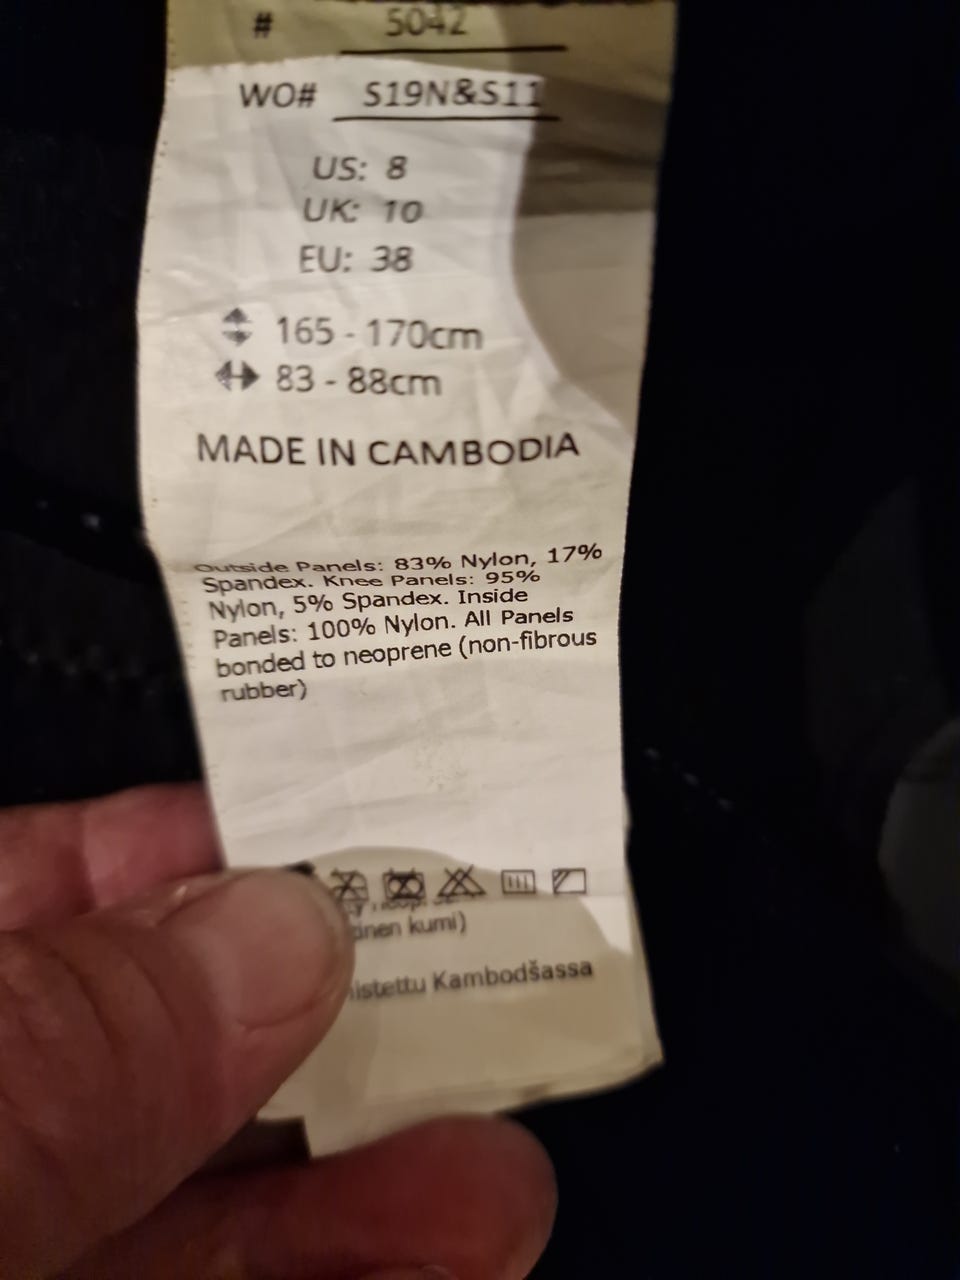 # 5042
WO# S19N&S11
US: 8
UK: 10
EU: 38
165 - 170cm
83 - 88cm
MADE IN CAMBODIA
Outside Panels: 83% Nylon, 17%
Spandex. Knee Panels: 95%
Nylon, 5% Spandex. Inside
Panels: 100% Nylon. All Panels
bonded to neoprene (non-fibrous
rubber)
kumi)
Kambodšassa